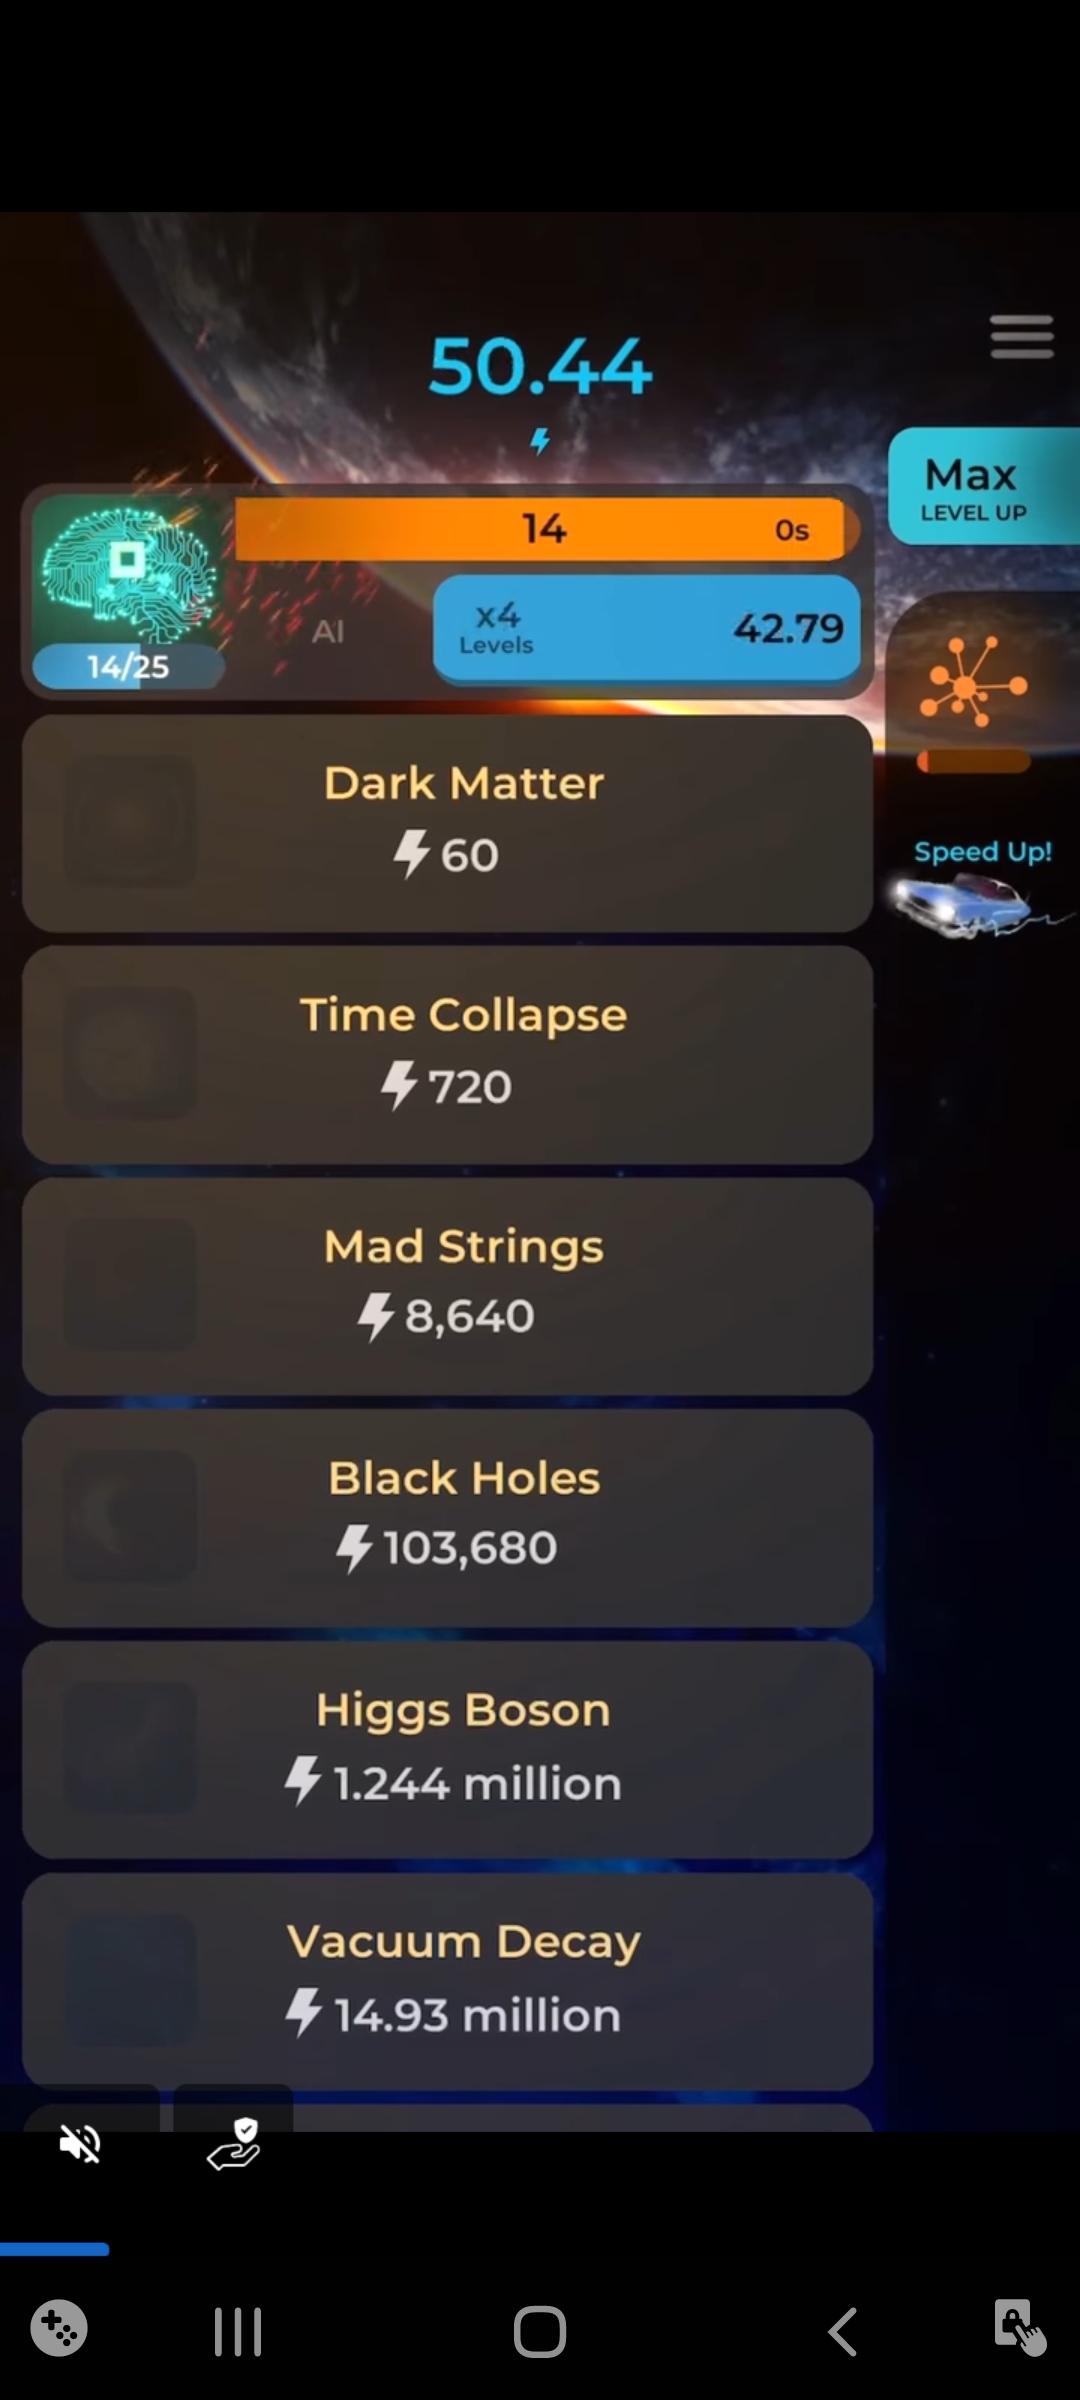 50.44
Max
LEVEL UP
14 0s
x4
Levels
42.79
AI
14/25
Dark Matter
60
Speed Up!
Time Collapse
720
Mad Strings
8,640
Black Holes
103,680
Higgs Boson
1.244 million
Vacuum Decay
14.93 million